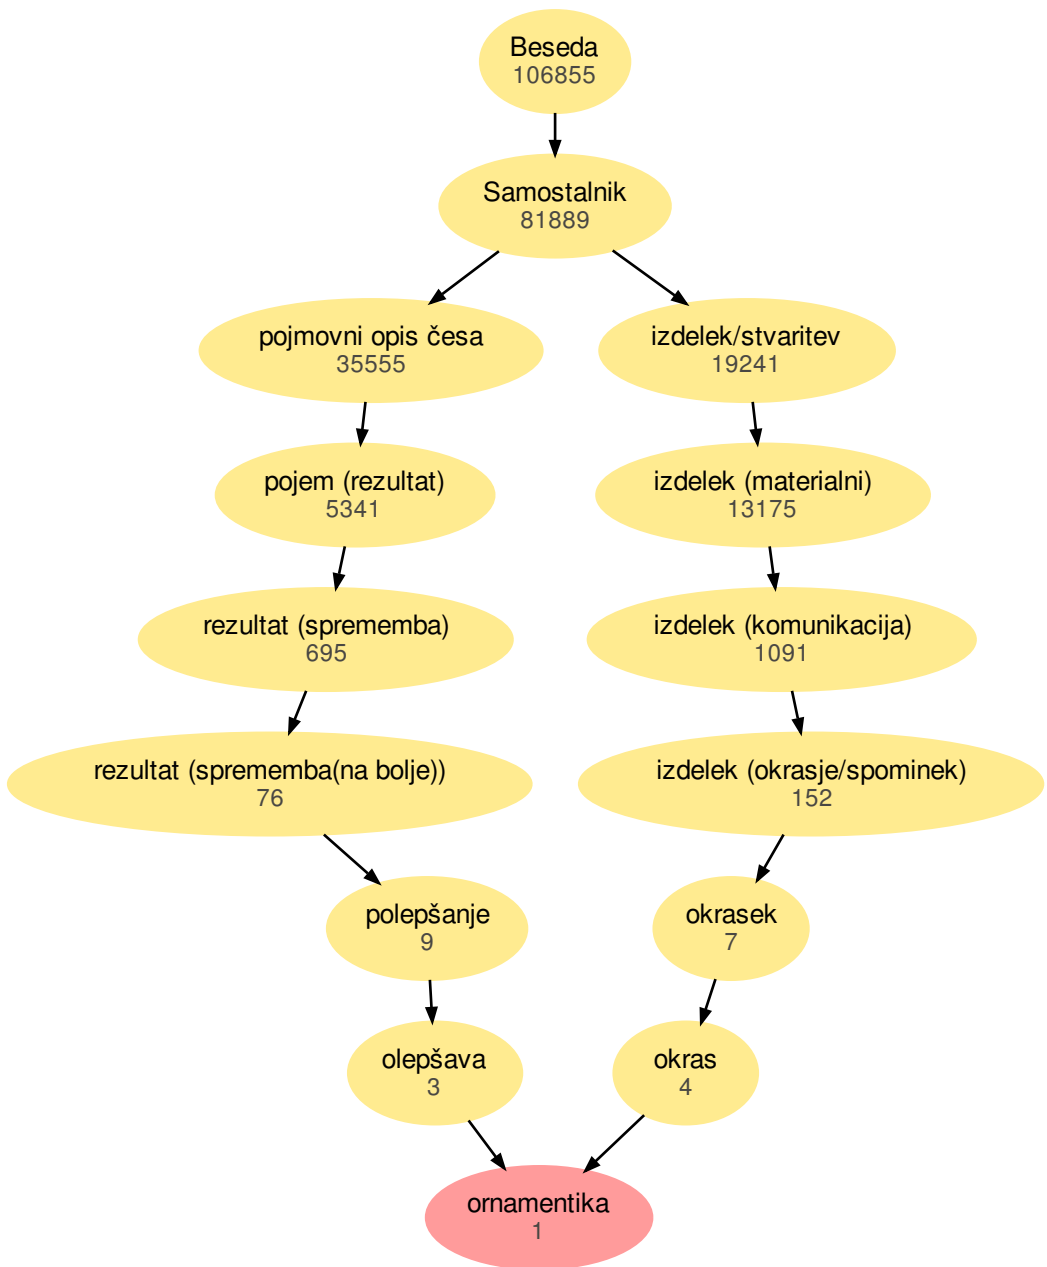 Beseda
106855
Samostalnik
81889
pojmovni opis česa
35555
izdelek/stvaritev
19241
pojem (rezultat)
5341
izdelek (materialni)
13175
rezultat (sprememba)
695
izdelek (komunikacija)
1091
rezultat (sprememba(na bolje))
76
izdelek (okrasje/spominek)
152
polepšanje
9
okrasek
7
olepšava
3
okras
4
ornamentika
1